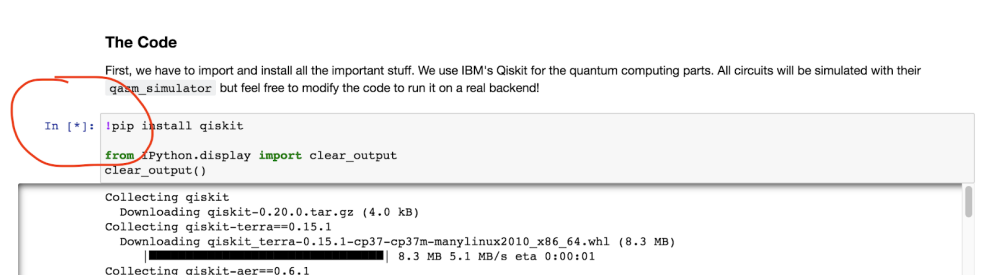 The Code
First, we have to import and install all the important stuff. We use IBM's Qiskit for the quantum computing parts. All circuits will be simulated with their
qasm_simulator but feel free to modify the code to run it on a real backend!
In [*]: !pip install qiskit
from IPython.display import clear_output
clear_output()
Collecting qiskit
Downloading qiskit-0.20.0.tar.gz (4.0 kB)
Collecting qiskit-terra==0.15.1
Downloading qiskit_terra-0.15.1-cp37-cp37m-manylinux2010_x86_64.whl (8.3 MB)
|████████████████████████████████| 8.3 MB 5.1 MB/s eta 0:00:01
Collecting qiskit-aer==0.6.1